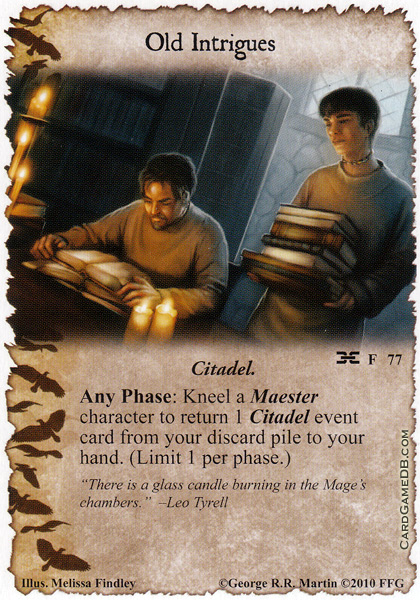 Old Intrigues
F 77
Citadel.
Any Phase: Kneel a Maester
character to return 1 Citadel event
card from your discard pile to your
hand. (Limit 1 per phase.)
"There is a glass candle burning in the Mage's
chambers." –Leo Tyrell
CardGameDB.com
Illus. Melissa Findley
©George R.R. Martin ©2010 FFG